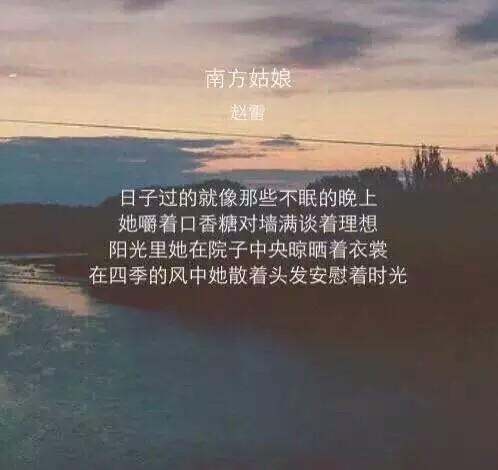 南方姑娘
赵雷
日子过的就像那些不眠的晚上
她嚼着口香糖对墙满谈着理想
阳光里她在院子中央晾晒着衣裳
在四季的风中她散着头发安慰着时光